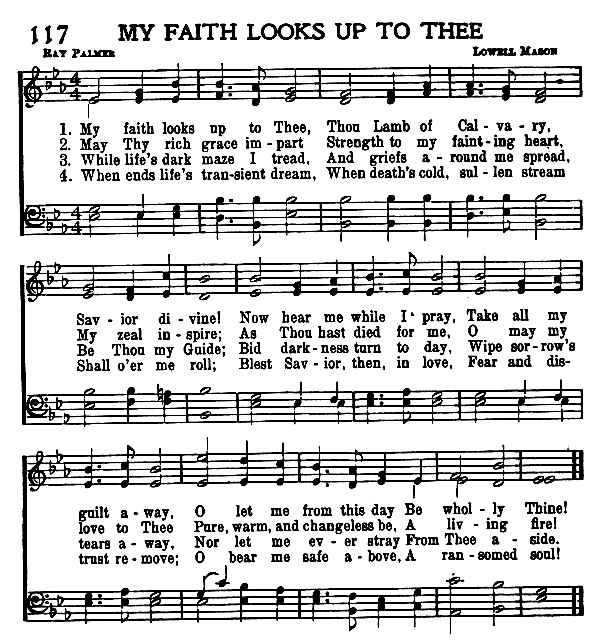 117 MY FAITH LOOKS UP TO THEE
RAY PALMER LOWELL MASON
1. My faith looks up to Thee, Thou Lamb of Cal - va - ry,
2. May Thy rich grace im - part Strength to my faint - ing heart,
3. While life's dark maze I tread, And griefs a - round me spread,
4. When ends life's tran - sient dream, When death's cold, sul - len stream
Sav - ior di - vine! Now hear me while I pray, Take all my
My zeal in - spire; As Thou hast died for me, O may my
Be Thou my Guide; Bid dark - ness turn to day, Wipe sor - row's
Shall o'er me roll; Blest Sav - ior, then, in love, Fear and dis-
guilt a - way, O let me from this day Be whol - ly Thine!
love to Thee Pure, warm, and changeless be, A liv - ing fire!
tears a - way, Nor let me ev - er stray From Thee a - side.
trust re - move; O bear me safe a - bove, A ran - somed soul!